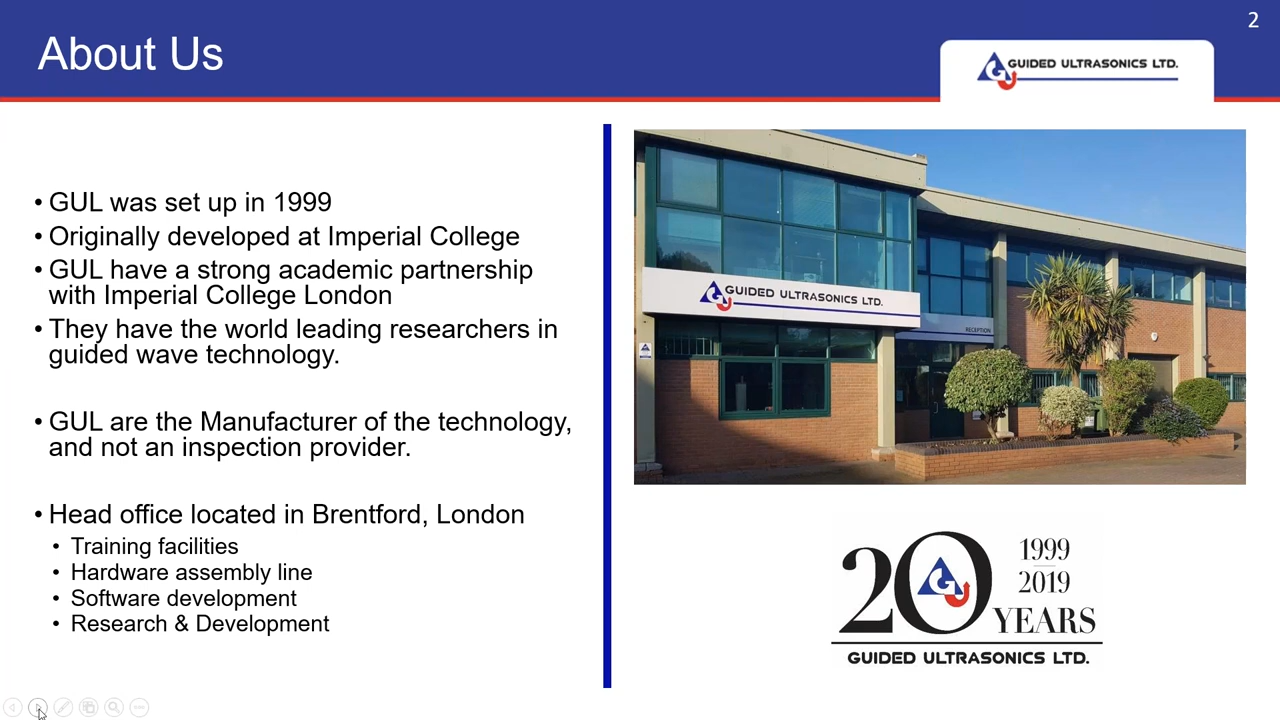 2
About Us
GUIDED ULTRASONICS LTD.
• GUL was set up in 1999
• Originally developed at Imperial College
• GUL have a strong academic partnership
with Imperial College London
• They have the world leading researchers in
guided wave technology.
• GUL are the Manufacturer of the technology,
and not an inspection provider.
• Head office located in Brentford, London
• Training facilities
• Hardware assembly line
• Software development
• Research & Development
GUIDED ULTRASONICS LTD.
RECEPTION
20
1999
2019
YEARS
GUIDED ULTRASONICS LTD.